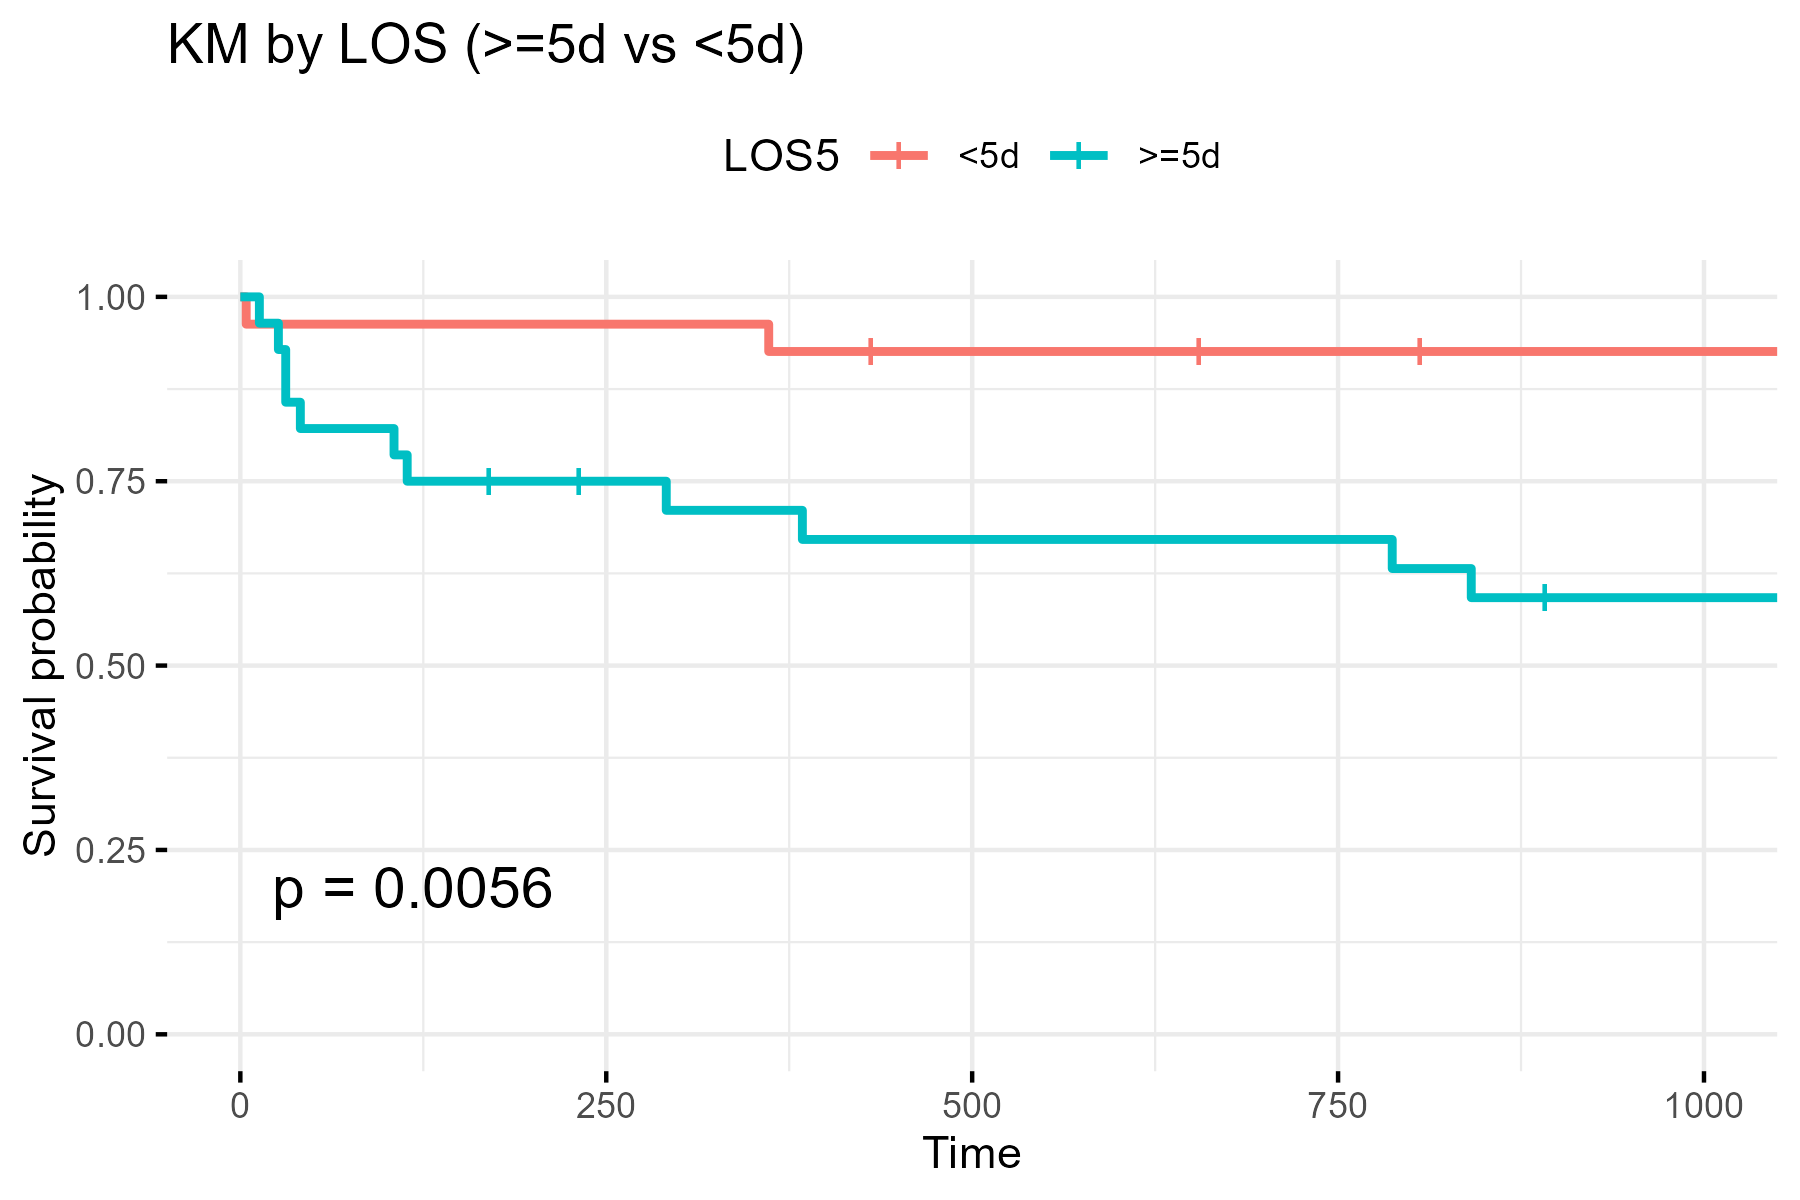 KM by LOS (>=5d vs <5d)
LOS5 <5d >=5d
1.00
0.75
0.50
0.25
0.00
Survival probability
p = 0.0056
0 250 500 750 1000
Time